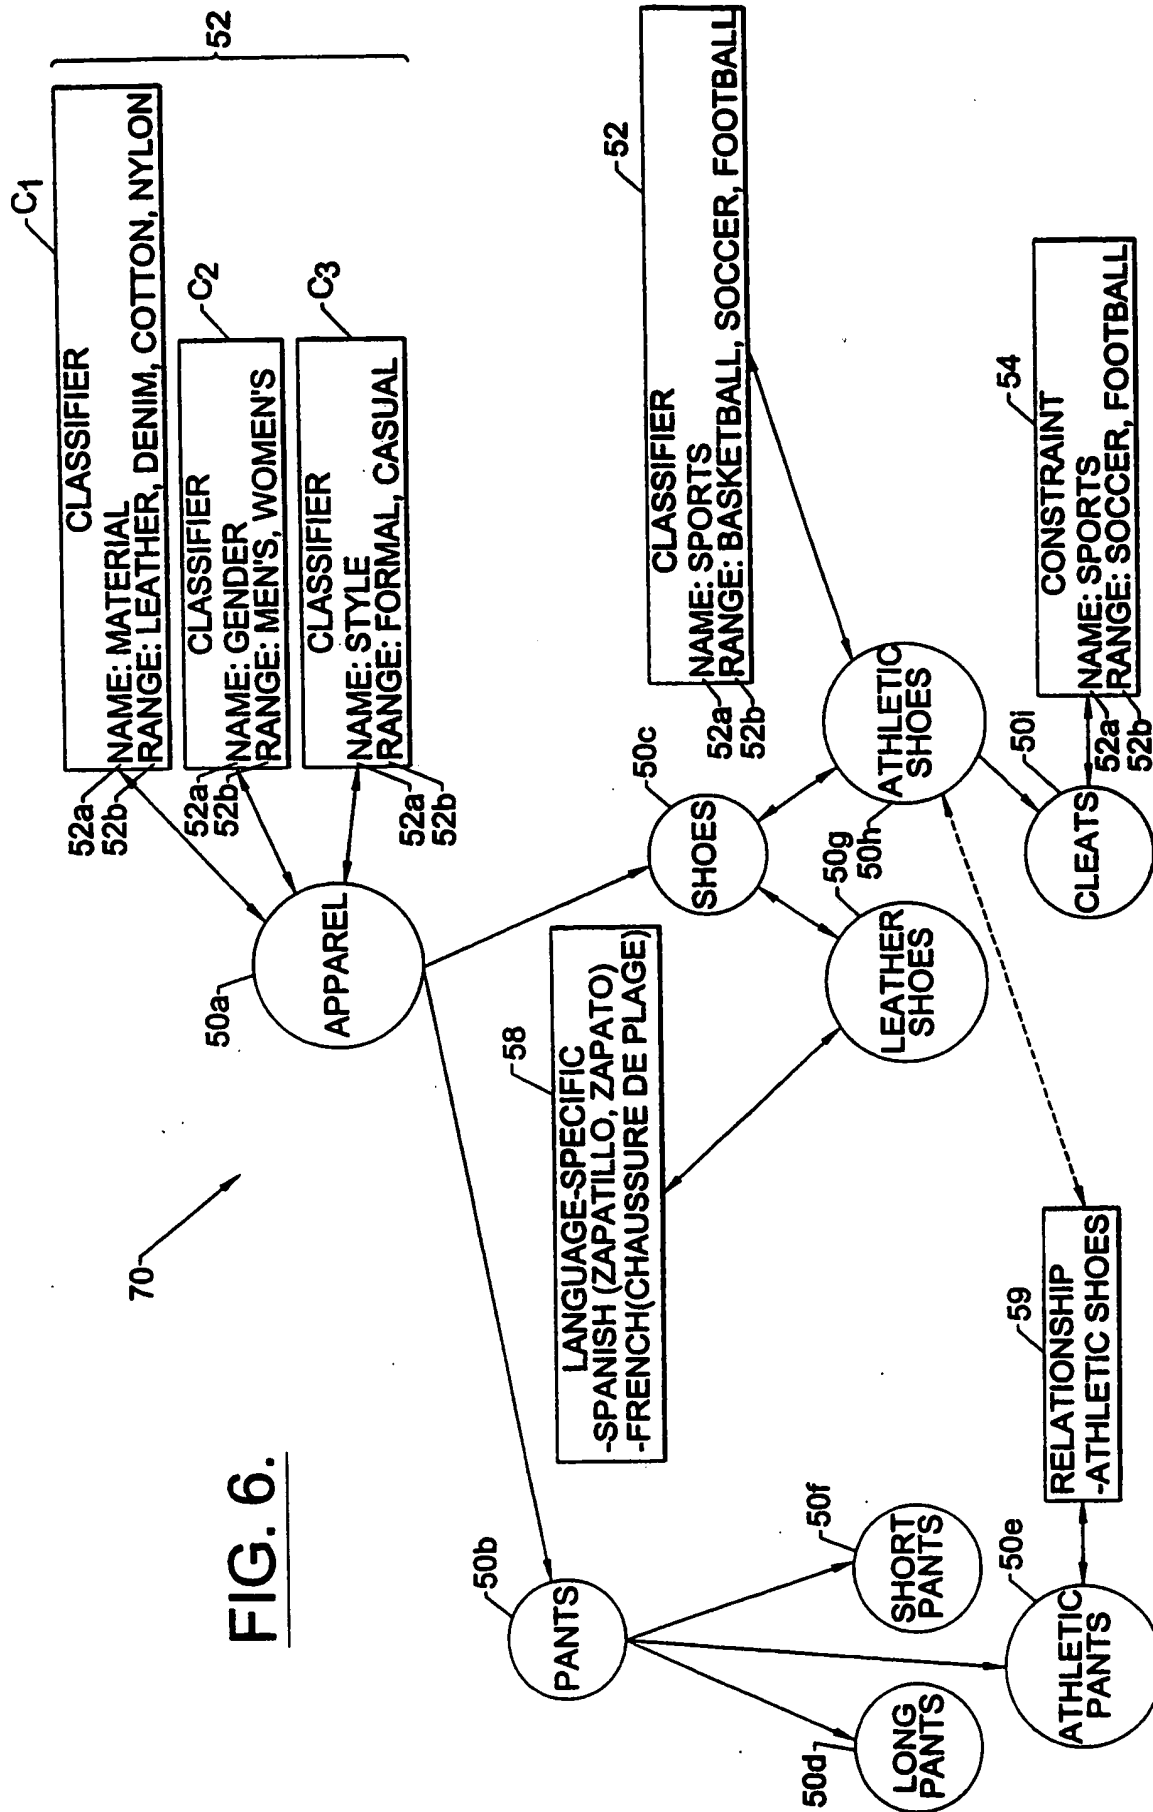 FIG. 6.
70
C1
CLASSIFIER
NAME: MATERIAL
RANGE: LEATHER, DENIM, COTTON, NYLON
52a
52b
C2
CLASSIFIER
NAME: GENDER
RANGE: MEN'S, WOMEN'S
52a
52b
C3
CLASSIFIER
NAME: STYLE
RANGE: FORMAL, CASUAL
52a
52b
52
50a
APPAREL
50b
PANTS
58
LANGUAGE-SPECIFIC
-SPANISH (ZAPATILLO, ZAPATO)
-FRENCH(CHAUSSURE DE PLAGE)
50c
SHOES
52
CLASSIFIER
NAME: SPORTS
RANGE: BASKETBALL, SOCCER, FOOTBALL
52a
52b
50d
LONG
PANTS
50f
SHORT
PANTS
50g
LEATHER
SHOES
50h
ATHLETIC
SHOES
50e
ATHLETIC
PANTS
59
RELATIONSHIP
-ATHLETIC SHOES
50i
CLEATS
54
CONSTRAINT
NAME: SPORTS
RANGE: SOCCER, FOOTBALL
52a
52b